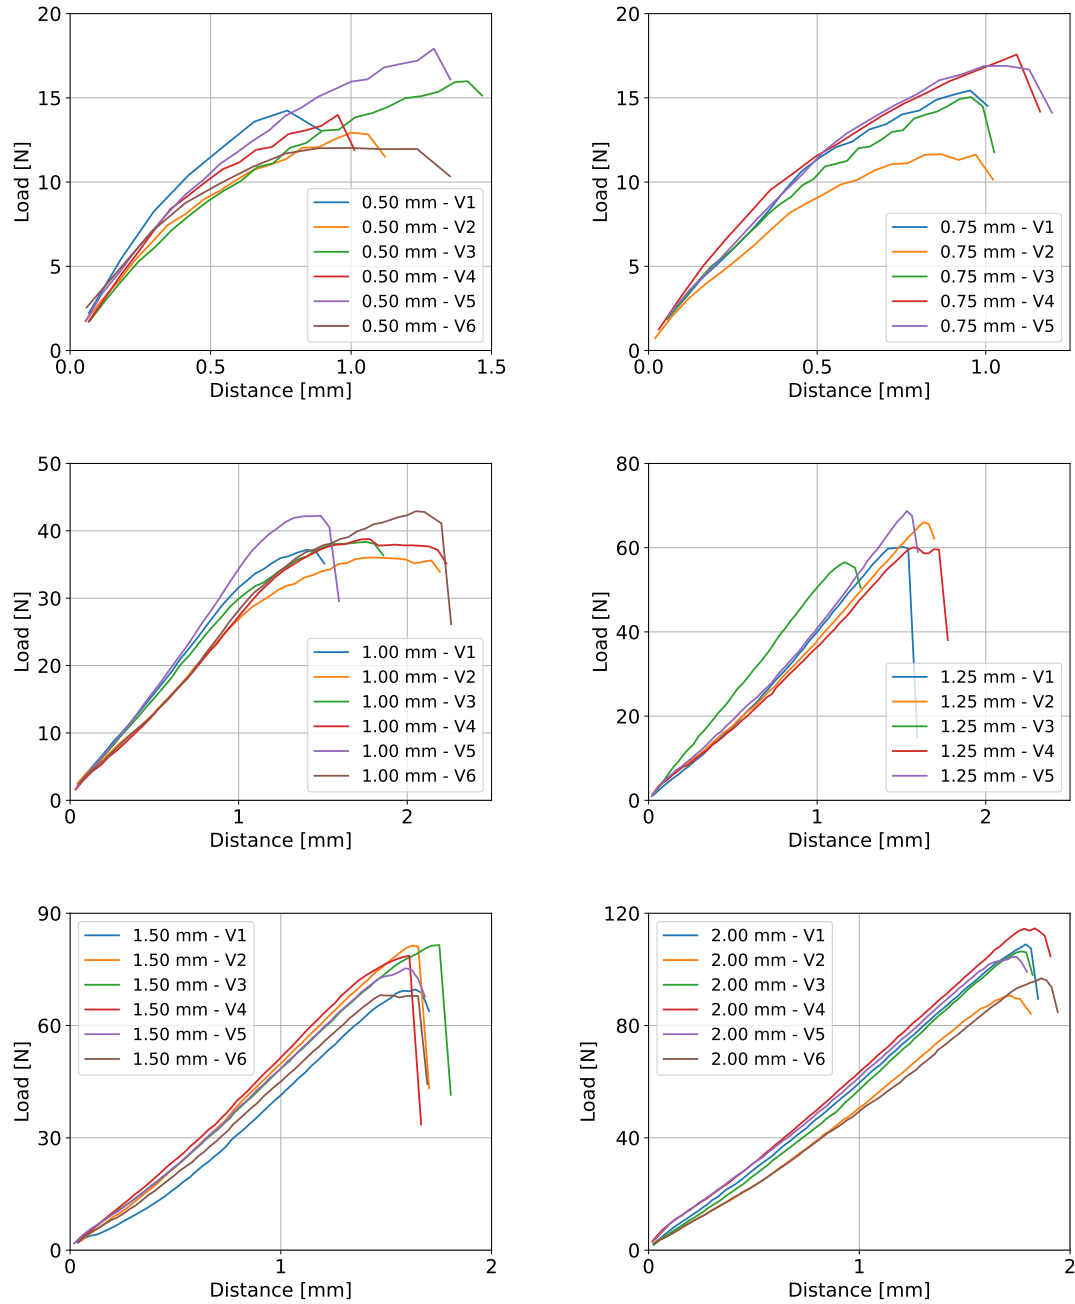 20
15
10
5
0
Load [N]
0.0 0.5 1.0 1.5
Distance [mm]
0.50 mm - V1
0.50 mm - V2
0.50 mm - V3
0.50 mm - V4
0.50 mm - V5
0.50 mm - V6
20
15
10
5
0
Load [N]
0.0 0.5 1.0
Distance [mm]
0.75 mm - V1
0.75 mm - V2
0.75 mm - V3
0.75 mm - V4
0.75 mm - V5
50
40
30
20
10
0
Load [N]
0 1 2
Distance [mm]
1.00 mm - V1
1.00 mm - V2
1.00 mm - V3
1.00 mm - V4
1.00 mm - V5
1.00 mm - V6
80
60
40
20
0
Load [N]
0 1 2
Distance [mm]
1.25 mm - V1
1.25 mm - V2
1.25 mm - V3
1.25 mm - V4
1.25 mm - V5
90
60
30
0
Load [N]
0 1 2
Distance [mm]
1.50 mm - V1
1.50 mm - V2
1.50 mm - V3
1.50 mm - V4
1.50 mm - V5
1.50 mm - V6
120
80
40
0
Load [N]
0 1 2
Distance [mm]
2.00 mm - V1
2.00 mm - V2
2.00 mm - V3
2.00 mm - V4
2.00 mm - V5
2.00 mm - V6